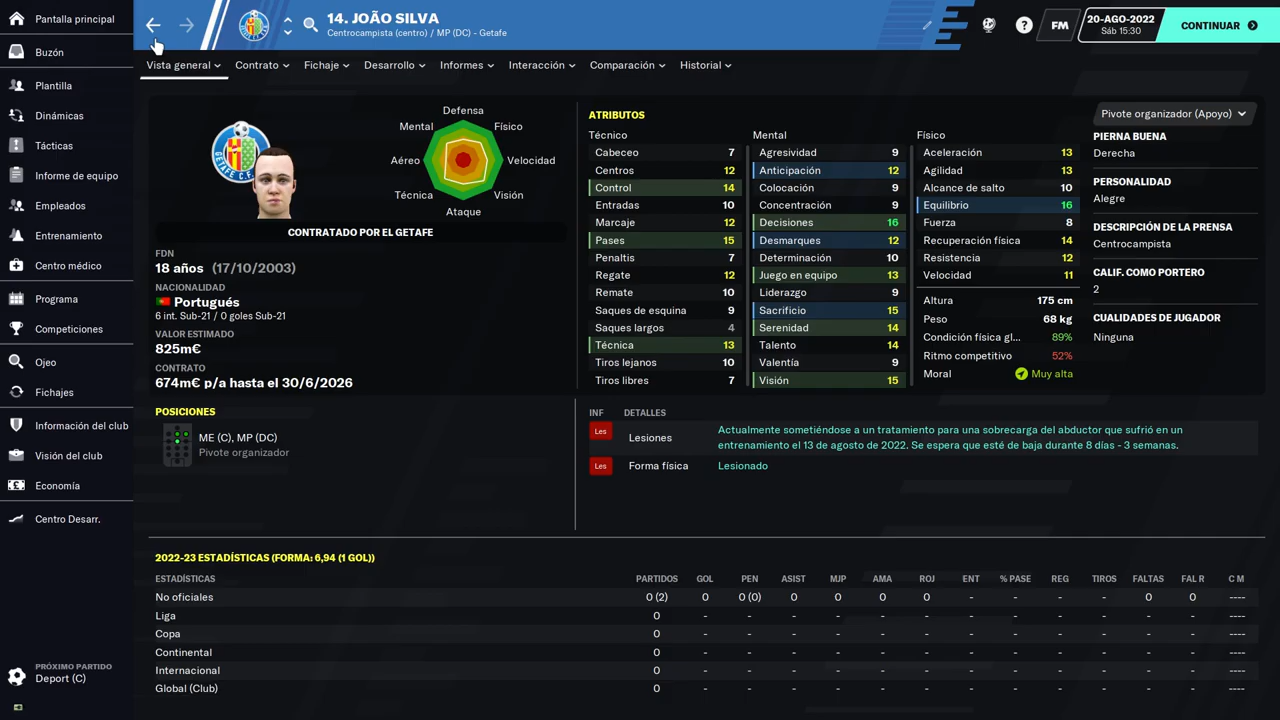 Pantalla principal
Buzón
Plantilla
Dinámicas
Tácticas
Informe de equipo
Empleados
Entrenamiento
Centro médico
Programa
Competiciones
Ojeo
Fichajes
Información del club
Visión del club
Economía
Centro Desarr.
PRÓXIMO PARTIDO
Deport (C)
14. JOÃO SILVA
Centrocampista (centro) / MP (DC) - Getafe
?
FM
20-AGO-2022
Sáb 15:30
CONTINUAR
Vista general Contrato Fichaje Desarrollo Informes Interacción Comparación Historial
GETAFE C.F.
Defensa
Mental Físico
Aéreo Velocidad
Técnica Visión
Ataque
CONTRATADO POR EL GETAFE
FDN
18 años (17/10/2003)
NACIONALIDAD
Portugués
6 int. Sub-21 / 0 goles Sub-21
VALOR ESTIMADO
825m€
CONTRATO
674m€ p/a hasta el 30/6/2026
ATRIBUTOS
Técnico
Cabeceo 7
Centros 12
Control 14
Entradas 10
Marcaje 12
Pases 15
Penaltis 7
Regate 12
Remate 10
Saques de esquina 9
Saques largos 4
Técnica 13
Tiros lejanos 10
Tiros libres 7
Mental
Agresividad 9
Anticipación 12
Colocación 9
Concentración 9
Decisiones 16
Desmarques 12
Determinación 10
Juego en equipo 13
Liderazgo 9
Sacrificio 15
Serenidad 14
Talento 14
Valentía 9
Visión 15
Físico
Aceleración 13
Agilidad 13
Alcance de salto 10
Equilibrio 16
Fuerza 8
Recuperación física 14
Resistencia 12
Velocidad 11
Altura 175 cm
Peso 68 kg
Condición física gl... 89%
Ritmo competitivo 52%
Moral Muy alta
Pivote organizador (Apoyo)
PIERNA BUENA
Derecha
PERSONALIDAD
Alegre
DESCRIPCIÓN DE LA PRENSA
Centrocampista
CALIF. COMO PORTERO
2
CUALIDADES DE JUGADOR
Ninguna
POSICIONES
ME (C), MP (DC)
Pivote organizador
INF DETALLES
Les Lesiones Actualmente sometiéndose a un tratamiento para una sobrecarga del abductor que sufrió en un
entrenamiento el 13 de agosto de 2022. Se espera que esté de baja durante 8 días - 3 semanas.
Les Forma física Lesionado
2022-23 ESTADÍSTICAS (FORMA: 6,94 (1 GOL))
ESTADÍSTICAS PARTIDOS GOL PEN ASIST MJP AMA ROJ ENT % PASE REG TIROS FALTAS FAL R C M
No oficiales 0 (2) 0 0 (0) 0 0 0 0 - - - - 0 0 ----
Liga 0 - - - - - - - - - - - - ----
Copa 0 - - - - - - - - - - - - ----
Continental 0 - - - - - - - - - - - - ----
Internacional 0 - - - - - - - - - - - - ----
Global (Club) 0 - - - - - - - - - - - - ----